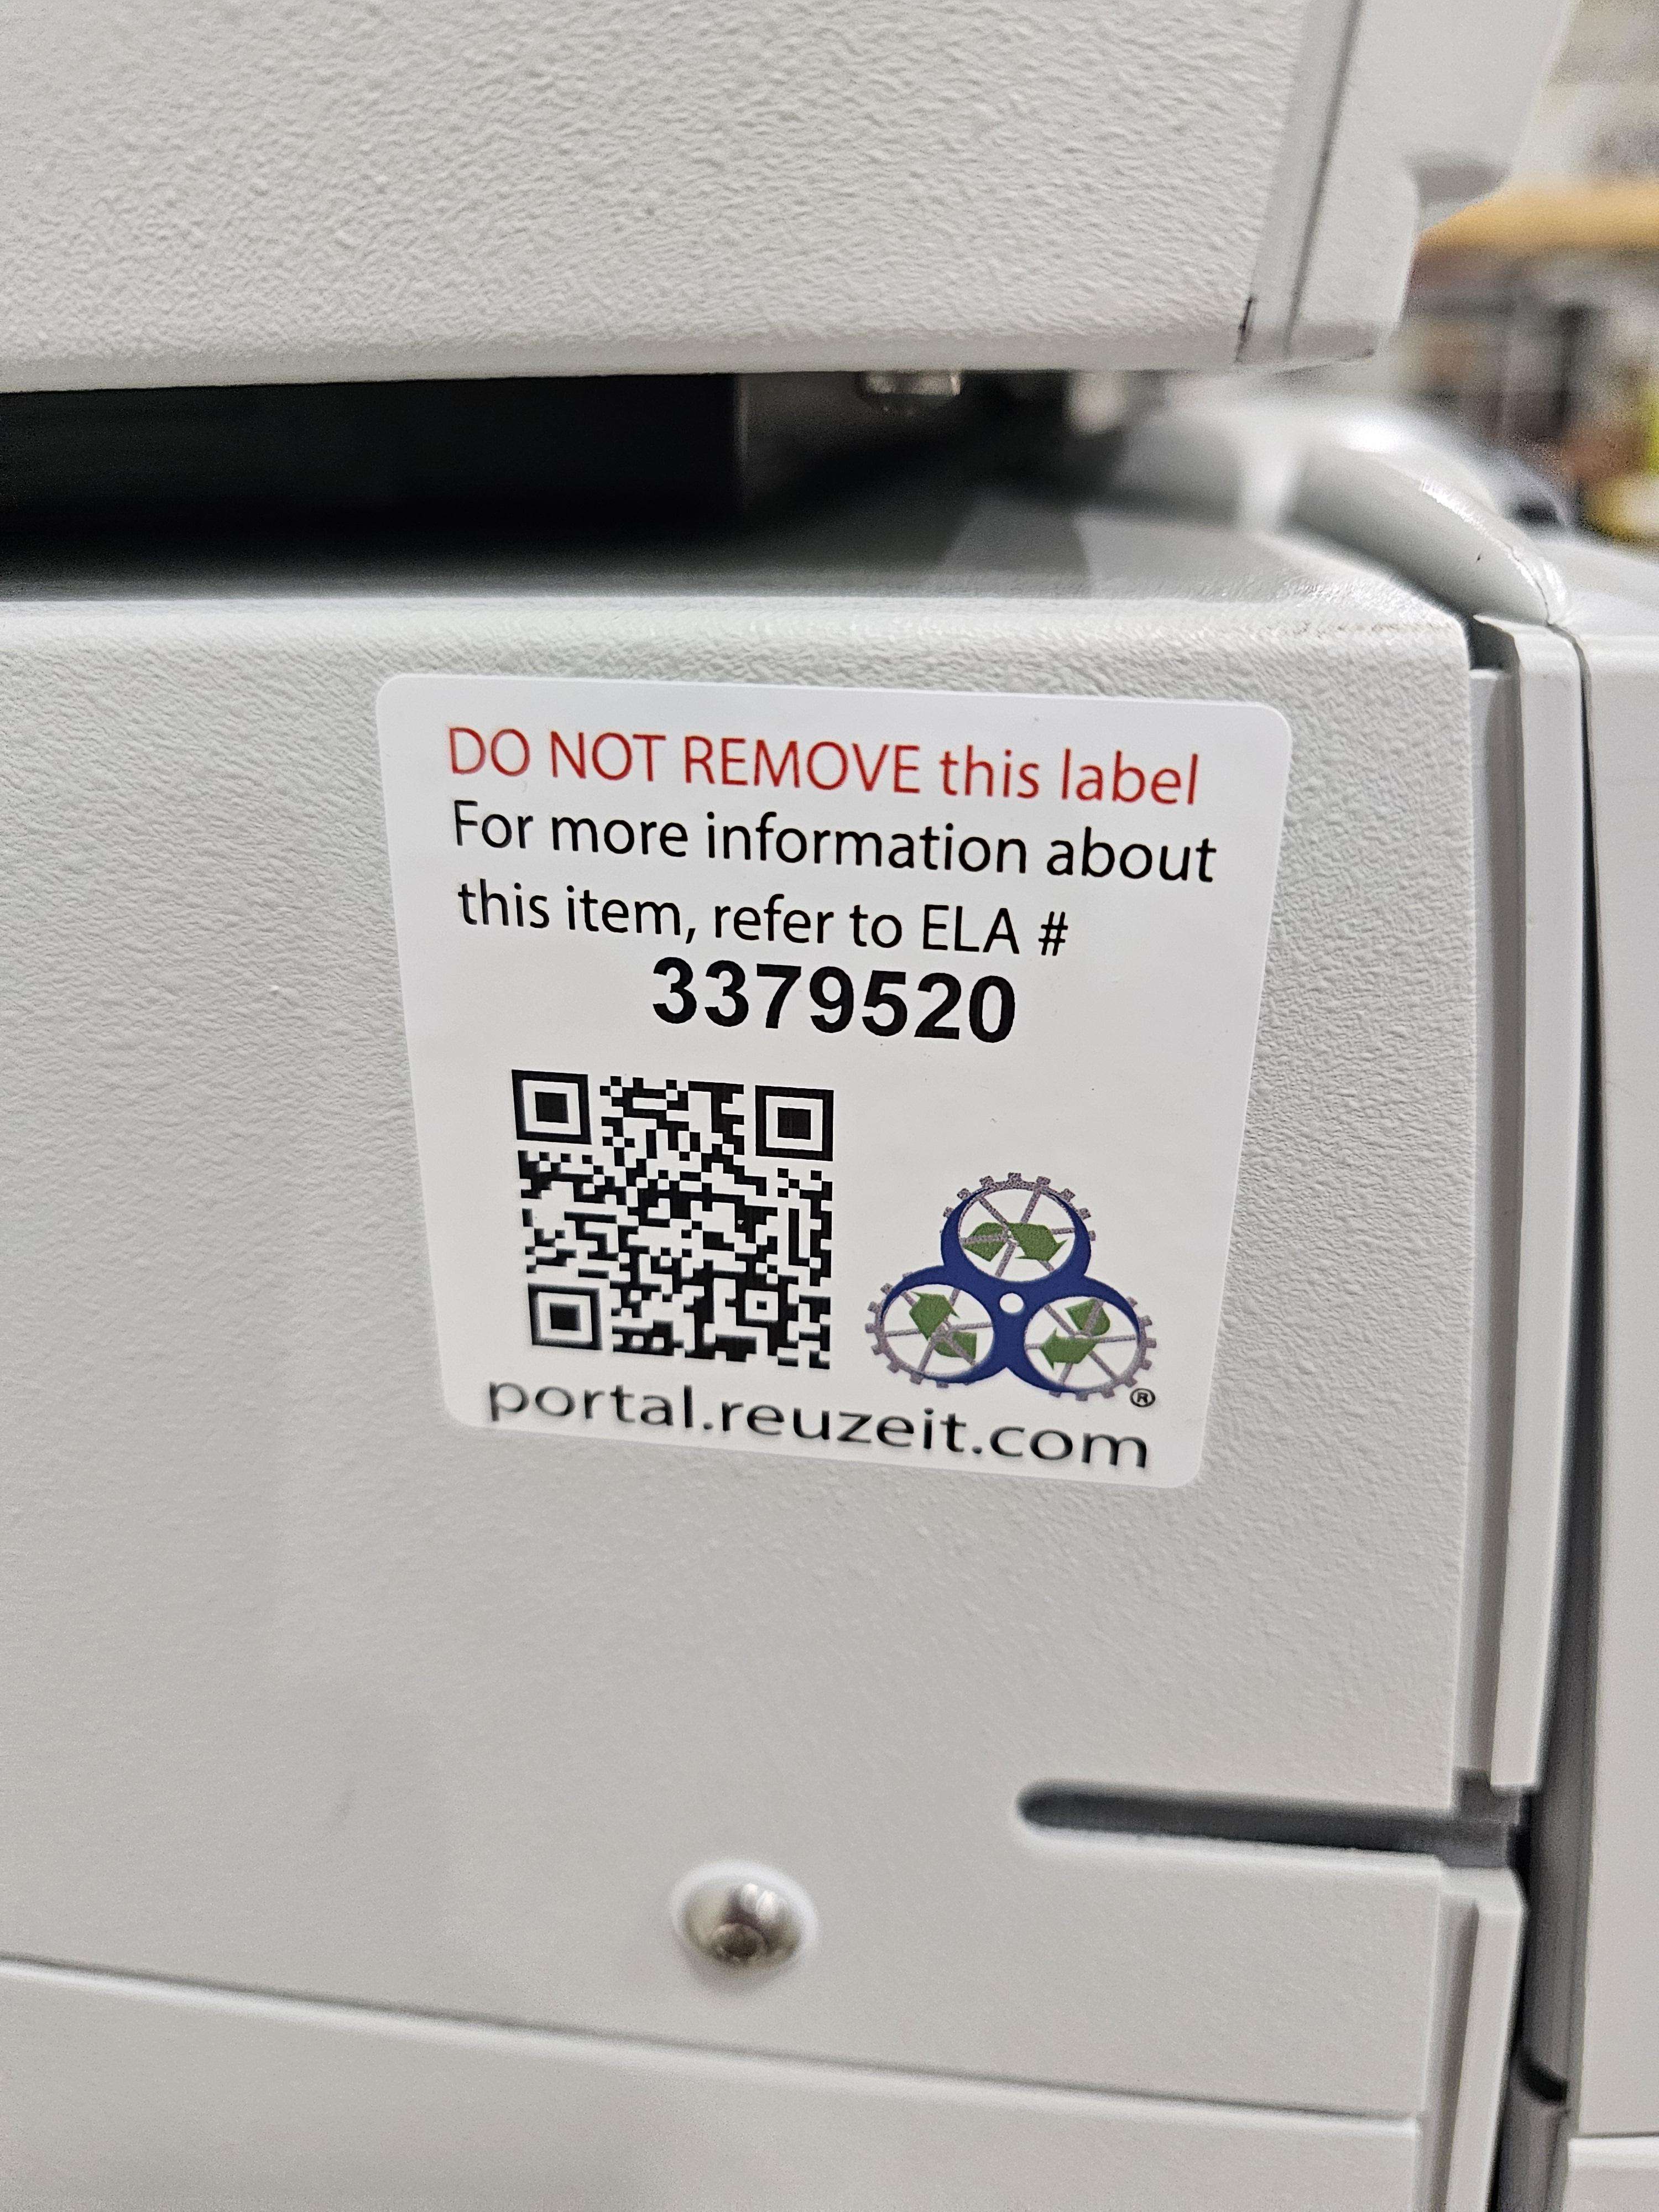 DO NOT REMOVE this label
For more information about
this item, refer to ELA #
3379520
®
portal.reuzeit.com